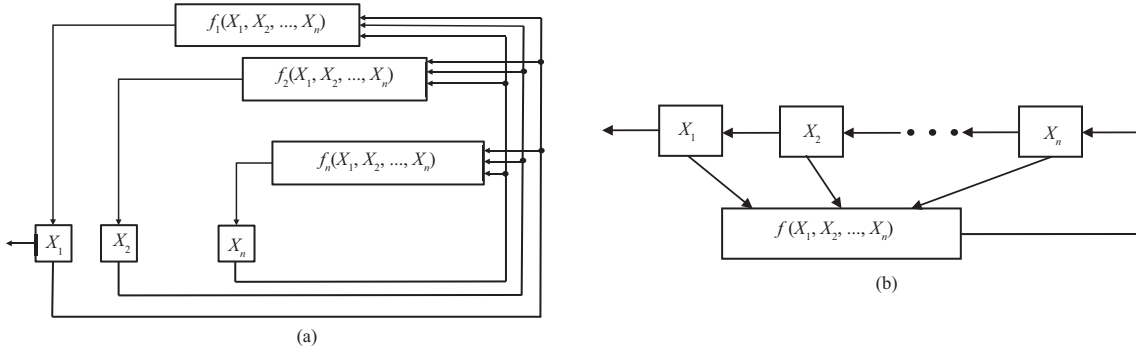 f₁(X₁, X₂, ..., Xₙ)
f₂(X₁, X₂, ..., Xₙ)
fₙ(X₁, X₂, ..., Xₙ)
X₁
X₂
Xₙ
(a)
X₁
X₂
• • •
Xₙ
f (X₁, X₂, ..., Xₙ)
(b)